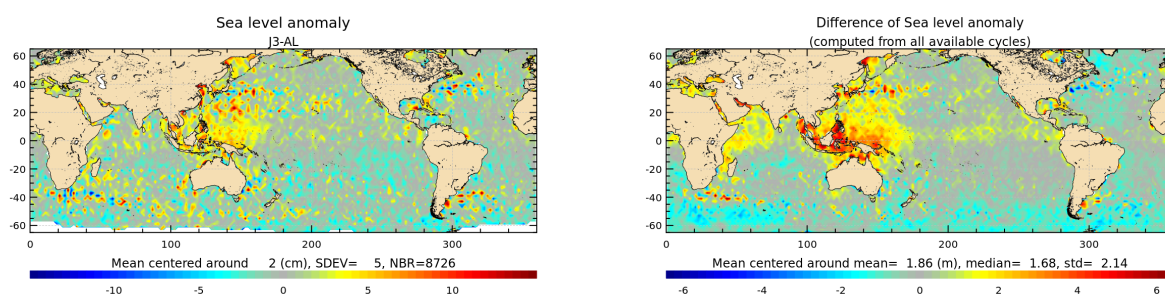 Sea level anomaly
J3-AL
60
40
20
0
-20
-40
-60
0 100 200 300
Mean centered around 2 (cm), SDEV= 5, NBR=8726
-10 -5 0 5 10
Difference of Sea level anomaly
(computed from all available cycles)
60
40
20
0
-20
-40
-60
0 100 200 300
Mean centered around mean= 1.86 (m), median= 1.68, std= 2.14
-6 -4 -2 0 2 4 6